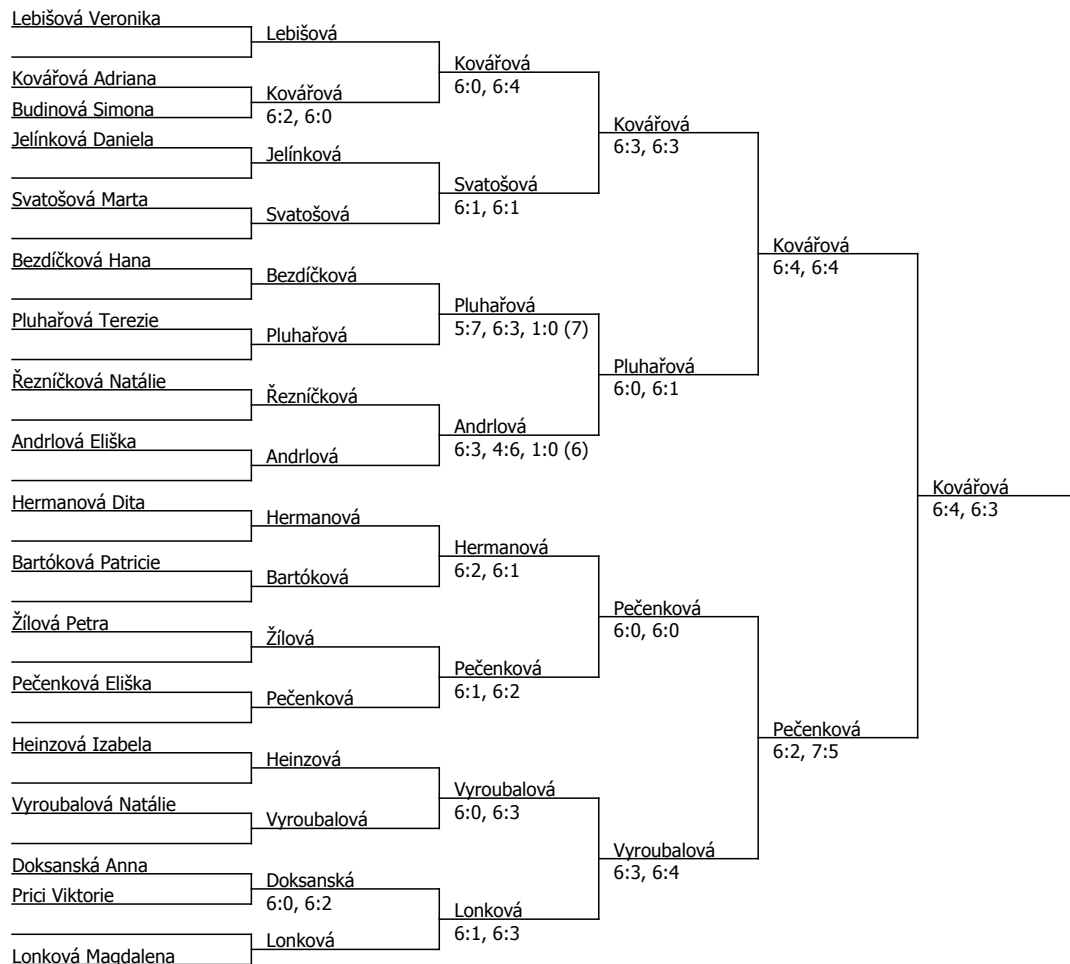 Lebišová Veronika
Kovářová Adriana
Budinová Simona
Jelínková Daniela
Svatošová Marta
Bezdíčková Hana
Pluhařová Terezie
Řezníčková Natálie
Andrlová Eliška
Hermanová Dita
Bartóková Patricie
Žílová Petra
Pečenková Eliška
Heinzová Izabela
Vyroubalová Natálie
Doksanská Anna
Prici Viktorie
Lonková Magdalena
Lebišová
Kovářová
6:2, 6:0
Jelínková
Svatošová
Bezdíčková
Pluhařová
Řezníčková
Andrlová
Hermanová
Bartóková
Žílová
Pečenková
Heinzová
Vyroubalová
Doksanská
6:0, 6:2
Lonková
Kovářová
6:0, 6:4
Svatošová
6:1, 6:1
Pluhařová
5:7, 6:3, 1:0 (7)
Andrlová
6:3, 4:6, 1:0 (6)
Hermanová
6:2, 6:1
Pečenková
6:1, 6:2
Vyroubalová
6:0, 6:3
Lonková
6:1, 6:3
Kovářová
6:3, 6:3
Pluhařová
6:0, 6:1
Pečenková
6:0, 6:0
Vyroubalová
6:3, 6:4
Kovářová
6:4, 6:4
Pečenková
6:2, 7:5
Kovářová
6:4, 6:3